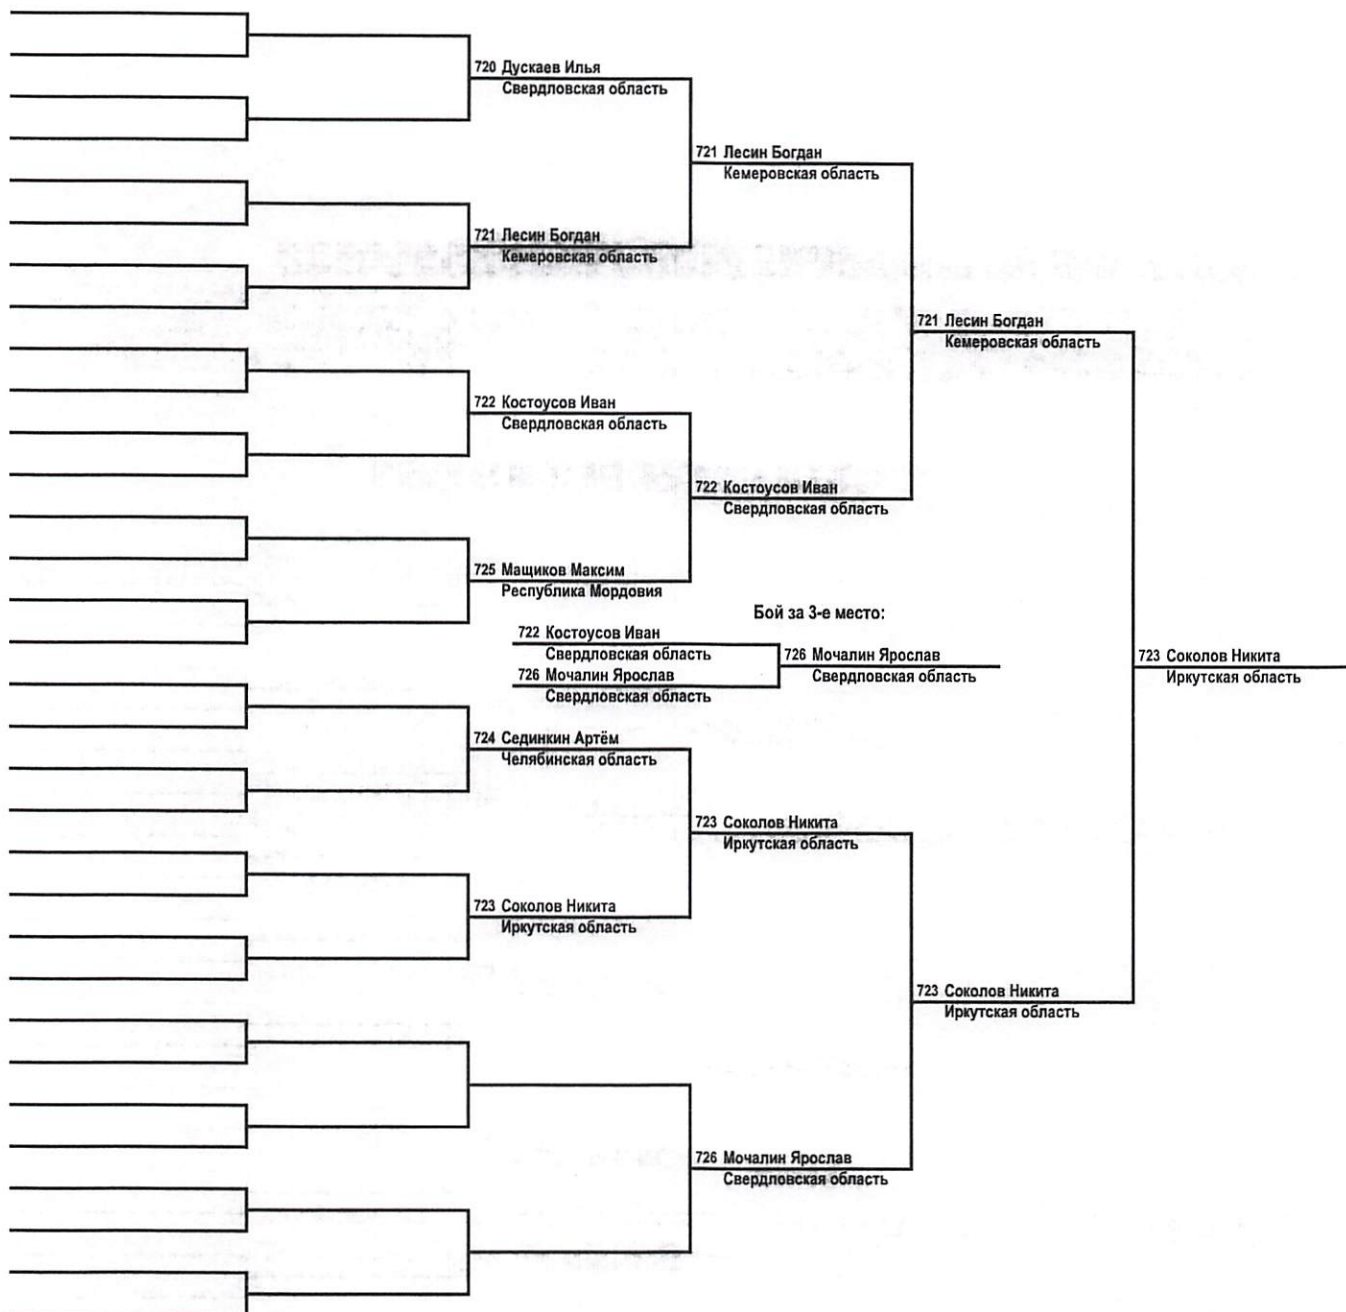 720 Дускаев Илья
Свердловская область
721 Лесин Богдан
Кемеровская область
721 Лесин Богдан
Кемеровская область
721 Лесин Богдан
Кемеровская область
722 Костоусов Иван
Свердловская область
722 Костоусов Иван
Свердловская область
725 Мащиков Максим
Республика Мордовия
Бой за 3-е место:
722 Костоусов Иван
Свердловская область
726 Мочалин Ярослав
Свердловская область
726 Мочалин Ярослав
Свердловская область
723 Соколов Никита
Иркутская область
724 Сединкин Артём
Челябинская область
723 Соколов Никита
Иркутская область
723 Соколов Никита
Иркутская область
723 Соколов Никита
Иркутская область
726 Мочалин Ярослав
Свердловская область